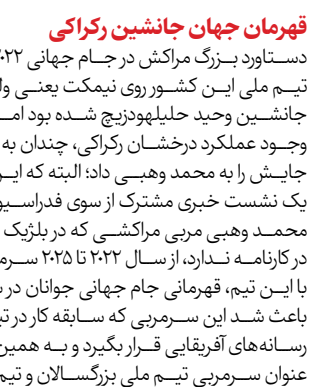 قهرمان جهان جانشین رکراکی
دستاورد بزرگ مراکش در جام جهانی ۲۰۲۲
تیم ملی این کشور روی نیمکت یعنی
جانشین وحید حلیلهودزیچ شده بود
وجود عملکرد درخشان رکراکی، چندان به
جایش را به محمد وهبی داد؛ البته که
یک نشست خبری مشترک از سوی
محمد وهبی مربی مراکشی که در بلژیک
در کارنامه ندارد، از سال ۲۰۲۲ تا ۲۰۲۵
با این تیم، قهرمانی جام جهانی جوانان در
باعث شد این سرمربی که سابقه کار در
رسانه‌های آفریقایی قرار بگیرد و به همین
عنوان سرمربی تیم ملی بزرگسالان و تیم